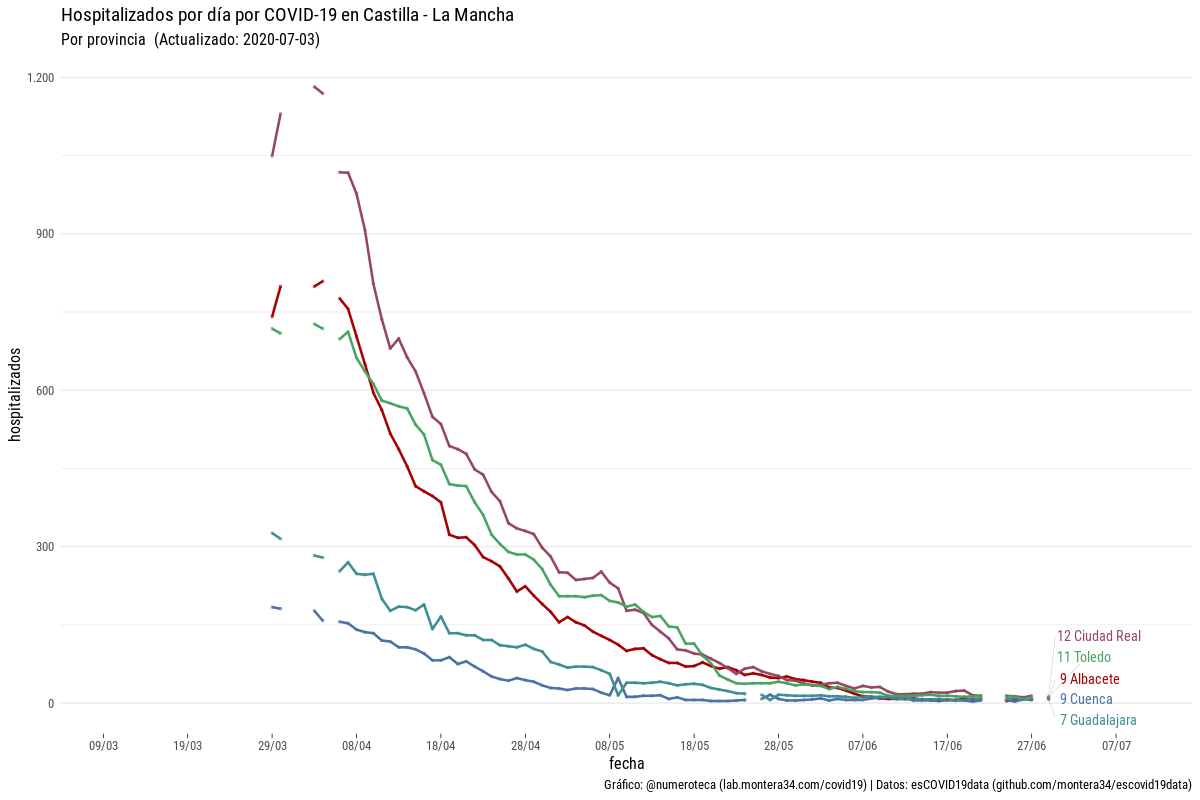 Hospitalizados por día por COVID-19 en Castilla - La Mancha
Por provincia (Actualizado: 2020-07-03)
hospitalizados
1.200
900
600
300
0
12 Ciudad Real
11 Toledo
9 Albacete
9 Cuenca
7 Guadalajara
09/03 19/03 29/03 08/04 18/04 28/04 08/05 18/05 28/05 07/06 17/06 27/06 07/07
fecha
Gráfico: @numeroteca (lab.montera34.com/covid19) | Datos: esCOVID19data (github.com/montera34/escovid19data)